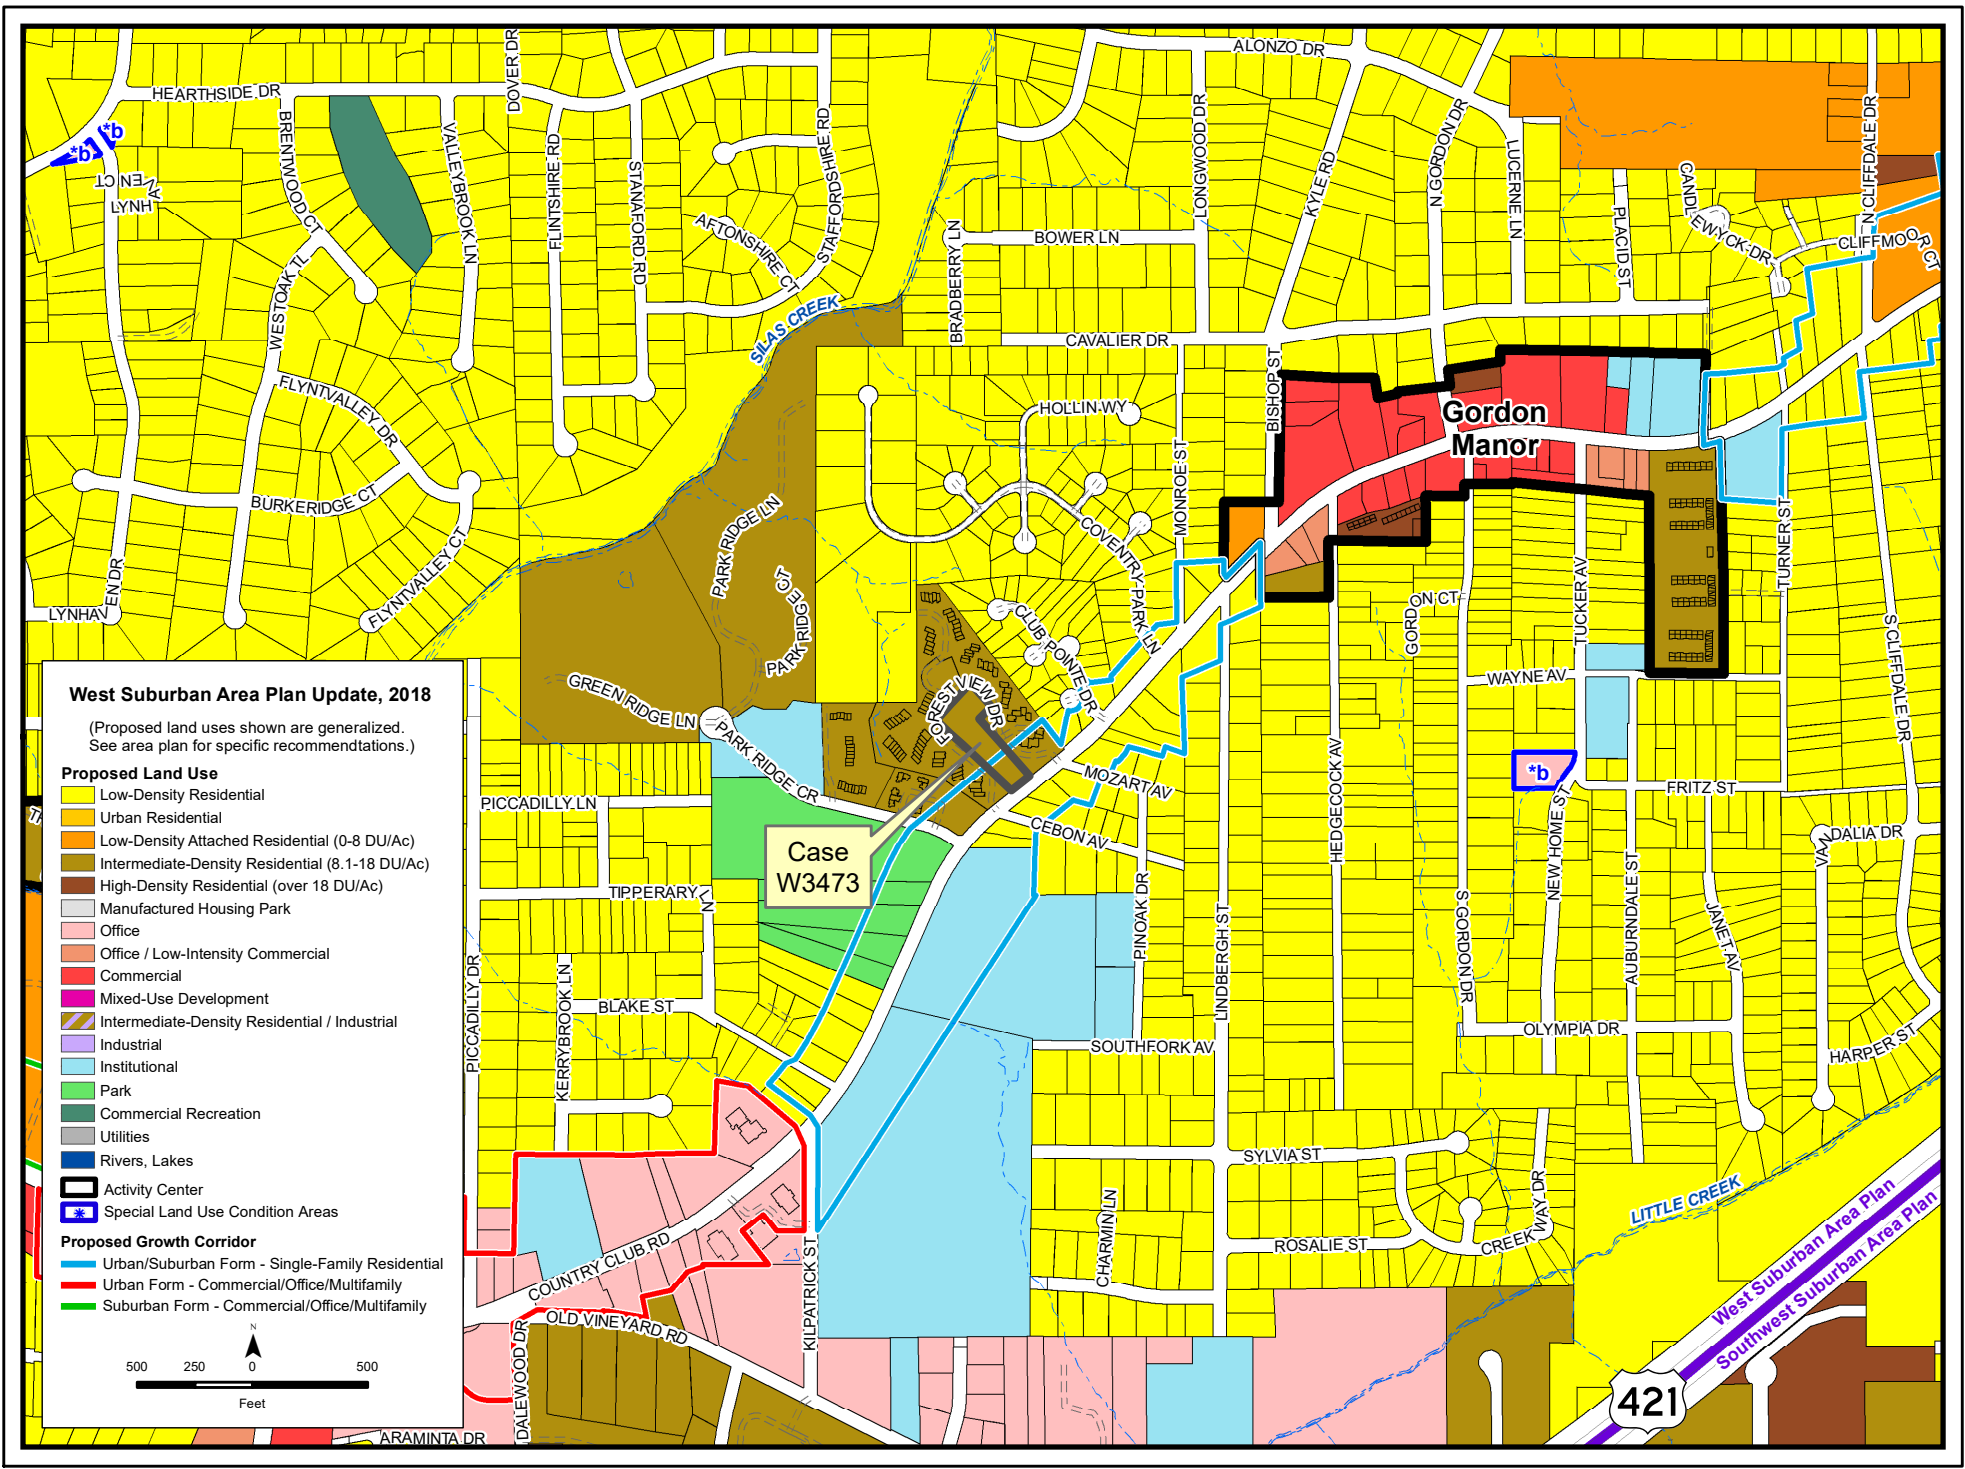 ALONZO DR
HEARTHSIDE DR
DOVER DR
BRENTWOOD CT
VALLEYBROOK LN
FLINTSHIRE RD
STANAFORD RD
STAFFORDSHIRE RD
AFTONSHIRE CT
LONGWOOD DR
KYLE RD
N GORDON DR
LUCERNE LN
PLACID ST
CANDLEWYCK DR
N CLIFFDALE DR
CLIFFMOOR CT
*b
*b
LYNHAVEN CT
WESTOAK TL
BRADBERRY LN
BOWER LN
SILAS CREEK
CAVALIER DR
BISHOP ST
FLYNTVALLEY DR
HOLLIN WY
Gordon
Manor
BURKERIDGE CT
MONROE ST
COVENTRY PARK LN
PARK RIDGE LN
PARK RIDGE CT
FLYNTVALLEY CT
LYNHAVEN DR
TURNER ST
TUCKER AV
GORDON CT
S CLIFFDALE DR
CLUB POINTE DR
FOREST VIEW DR
GREEN RIDGE LN
PARK RIDGE CR
WAYNE AV
MOZART AV
CEBON AV
HEDGECOCK AV
*b
FRITZ ST
NEW HOME ST
VAN
DALIA DR
PICCADILLY LN
Case
W3473
TIPPERARY LN
PINOAK DR
LINDBERGH ST
S GORDON DR
AUBURNDALE ST
JANET AV
PICCADILLY DR
KERRYBROOK LN
BLAKE ST
SOUTHFORK AV
OLYMPIA DR
HARPER ST
SYLVIA ST
CHARMIN LN
ROSALIE ST
CREEKWAY DR
LITTLE CREEK
COUNTRY CLUB RD
KILPATRICK ST
OLD VINEYARD RD
DALEWOOD DR
ARAMINTA DR
West Suburban Area Plan
Southwest Suburban Area Plan
421
West Suburban Area Plan Update, 2018
(Proposed land uses shown are generalized.
See area plan for specific recommendtations.)
Proposed Land Use
Low-Density Residential
Urban Residential
Low-Density Attached Residential (0-8 DU/Ac)
Intermediate-Density Residential (8.1-18 DU/Ac)
High-Density Residential (over 18 DU/Ac)
Manufactured Housing Park
Office
Office / Low-Intensity Commercial
Commercial
Mixed-Use Development
Intermediate-Density Residential / Industrial
Industrial
Institutional
Park
Commercial Recreation
Utilities
Rivers, Lakes
Activity Center
* Special Land Use Condition Areas
Proposed Growth Corridor
Urban/Suburban Form - Single-Family Residential
Urban Form - Commercial/Office/Multifamily
Suburban Form - Commercial/Office/Multifamily
N
500 250 0 500
Feet